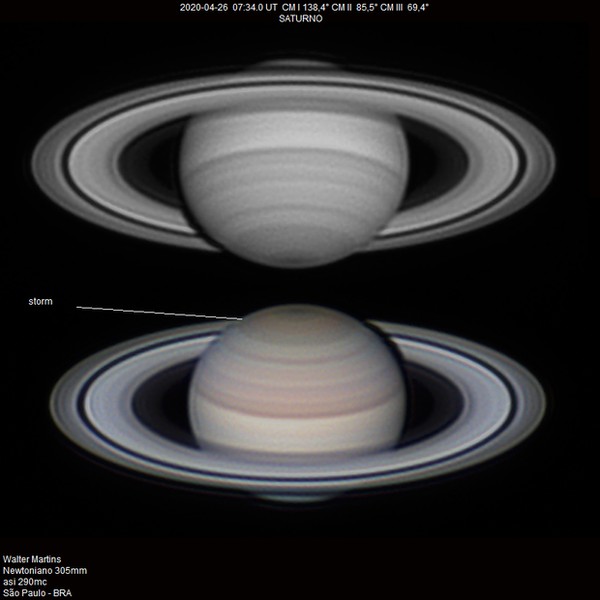 2020-04-26 07:34.0 UT CM I 138,4° CM II 85,5° CM III 69,4°
SATURNO
storm
Walter Martins
Newtoniano 305mm
asi 290mc
São Paulo - BRA